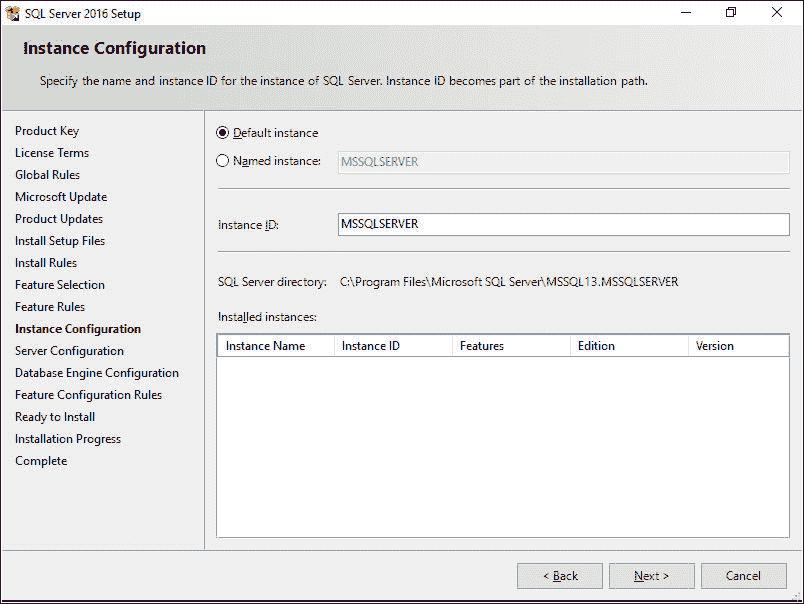 SQL Server 2016 Setup
Instance Configuration
Specify the name and instance ID for the instance of SQL Server. Instance ID becomes part of the installation path.
Product Key
License Terms
Global Rules
Microsoft Update
Product Updates
Install Setup Files
Install Rules
Feature Selection
Feature Rules
Instance Configuration
Server Configuration
Database Engine Configuration
Feature Configuration Rules
Ready to Install
Installation Progress
Complete
Default instance
Named instance: MSSQLSERVER
Instance ID: MSSQLSERVER
SQL Server directory: C:\Program Files\Microsoft SQL Server\MSSQL13.MSSQLSERVER
Installed instances:
Instance Name Instance ID Features Edition Version
< Back Next > Cancel